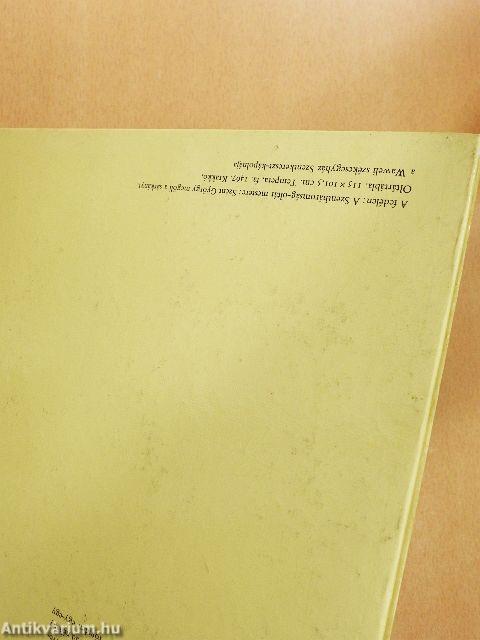 A fedélen: A Szentháromság-oltár mestere: Szent György megöli a sárkányt
Oltártábla. 115 × 101,5 cm. Tempera, fa. 1467. Krakkó,
a Waweli székesegyház Szentkereszt-kápolnája
Antikvarium.hu